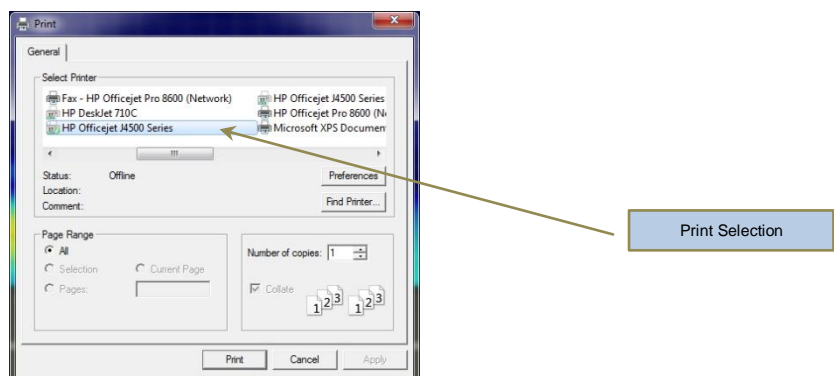 Print
General
Select Printer
Fax - HP Officejet Pro 8600 (Network)
HP DeskJet 710C
HP Officejet J4500 Series
HP Officejet J4500 Series
HP Officejet Pro 8600 (Ne
Microsoft XPS Documen
Status: Offline
Location:
Comment:
Preferences
Find Printer...
Page Range
All
Selection
Current Page
Pages:
Number of copies: 1
Collate
1 2 3 1 2 3
Print Cancel Apply
Print Selection